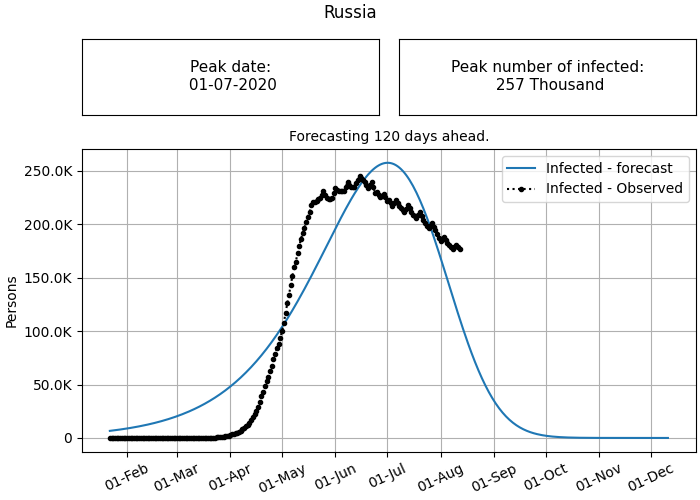 Russia
Peak date:
01-07-2020
Peak number of infected:
257 Thousand
Forecasting 120 days ahead.
Infected - forecast
Infected - Observed
250.0K
200.0K
150.0K
100.0K
50.0K
0
Persons
01-Feb
01-Mar
01-Apr
01-May
01-Jun
01-Jul
01-Aug
01-Sep
01-Oct
01-Nov
01-Dec